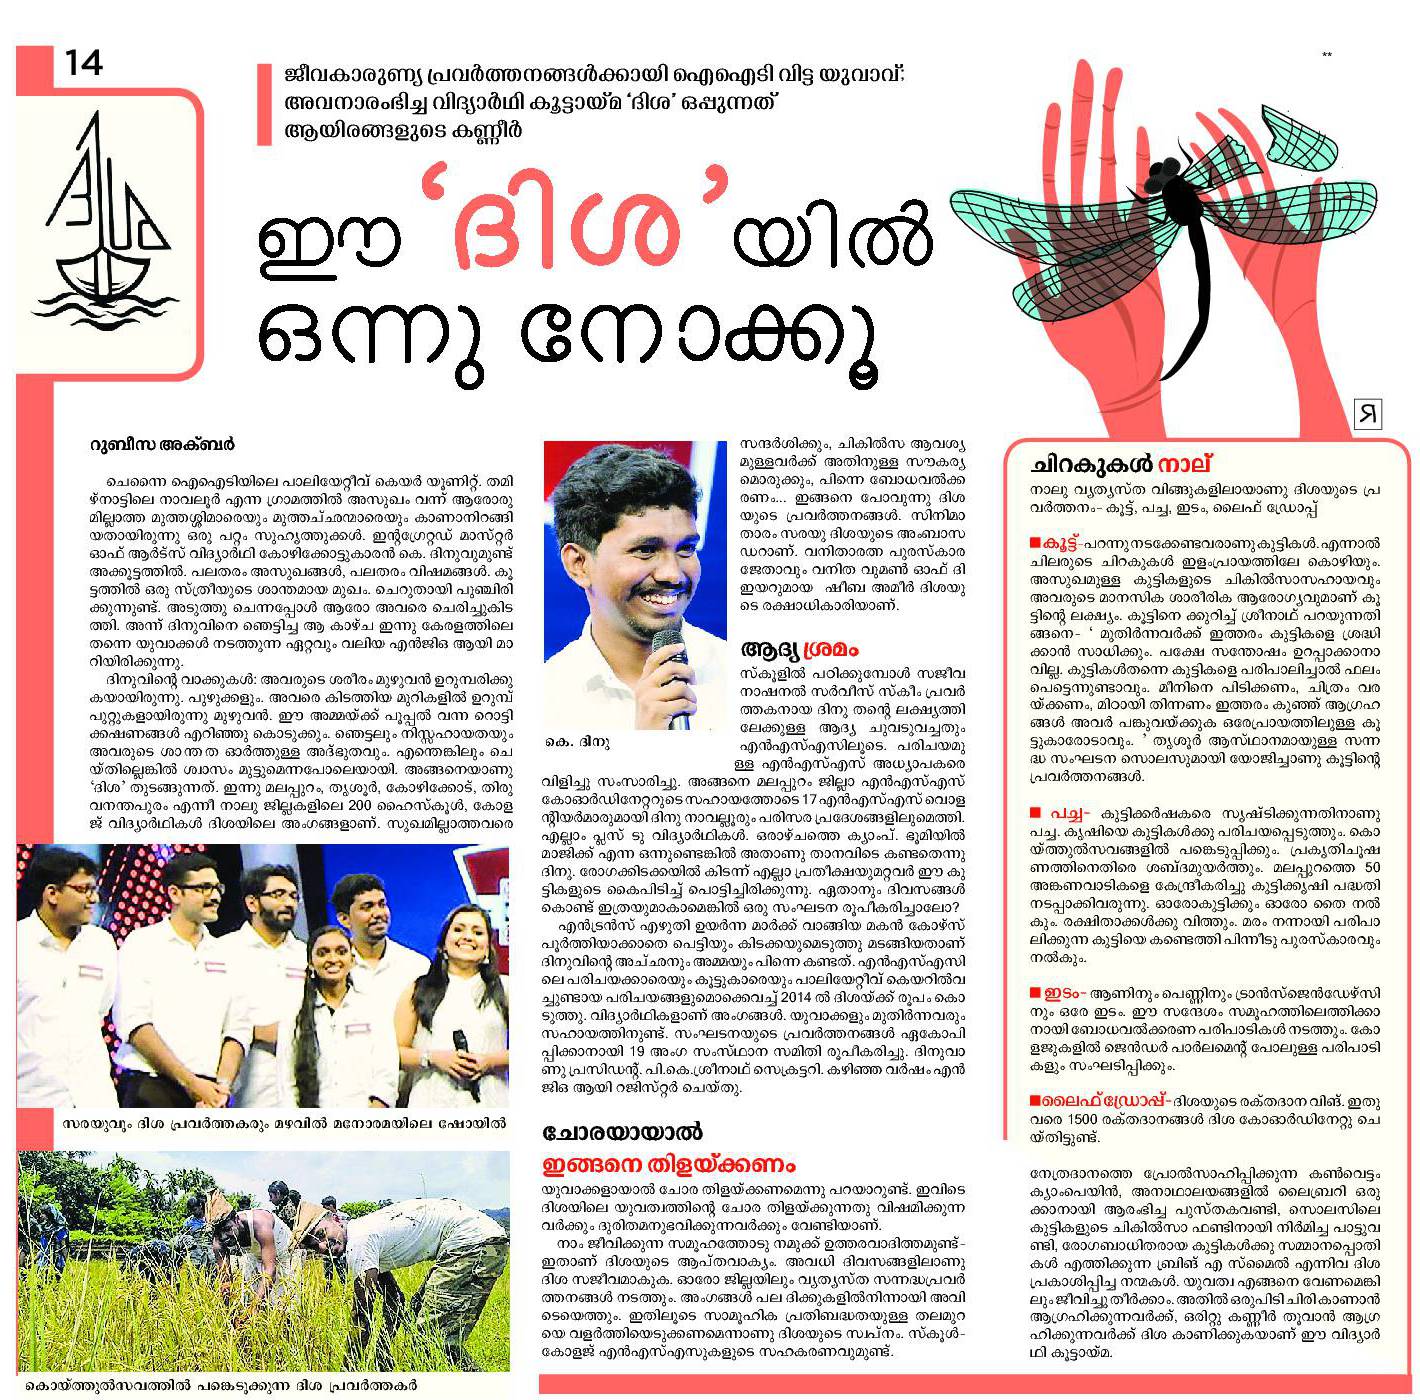 14
**
ജീവകാരുണ്യ പ്രവർത്തനങ്ങൾക്കായി ഐഐടി വിട്ട യുവാവ്;
അവനാരംഭിച്ച വിദ്യാർഥി കൂട്ടായ്മ ‘ദിശ’ ഒപ്പുന്നത്
ആയിരങ്ങളുടെ കണ്ണീർ
ഈ ‘ദിശ’യിൽ
ഒന്നു നോക്കൂ
റുബീസ അക്ബർ
ചെന്നൈ ഐഐടിയിലെ പാലിയേറ്റീവ് കെയർ യൂണിറ്റ്. തമി
ഴ്നാട്ടിലെ നാവലൂർ എന്ന ഗ്രാമത്തിൽ അസുഖം വന്ന് ആരോരു
മില്ലാത്ത മുത്തശ്ശിമാരെയും മുത്തച്ഛന്മാരെയും കാണാനിറങ്ങി
യതായിരുന്നു ഒരു പറ്റം സുഹൃത്തുക്കൾ. ഇന്റഗ്രേറ്റഡ് മാസ്റ്റർ
ഓഫ് ആർട്സ് വിദ്യാർഥി കോഴിക്കോട്ടുകാരൻ കെ. ദിനുവുമുണ്ട്
അക്കൂട്ടത്തിൽ. പലതരം അസുഖങ്ങൾ, പലതരം വിഷമങ്ങൾ. കൂ
ട്ടത്തിൽ ഒരു സ്ത്രീയുടെ ശാന്തമായ മുഖം. ചെറുതായി പുഞ്ചിരി
ക്കുന്നുണ്ട്. അടുത്തു ചെന്നപ്പോൾ ആരോ അവരെ ചെരിച്ചുകിട
ത്തി. അന്ന് ദിനുവിനെ ഞെട്ടിച്ച ആ കാഴ്ച ഇന്നു കേരളത്തിലെ
തന്നെ യുവാക്കൾ നടത്തുന്ന ഏറ്റവും വലിയ എൻജിഒ ആയി മാ
റിയിരിക്കുന്നു.
ദിനുവിന്റെ വാക്കുകൾ: അവരുടെ ശരീരം മുഴുവൻ ഉറുമ്പരിക്കു
കയായിരുന്നു. പുഴുക്കളും. അവരെ കിടത്തിയ മുറികളിൽ ഉറുമ്പ്
പുറ്റുകളായിരുന്നു മുഴുവൻ. ഈ അമ്മയ്ക്ക് പൂപ്പൽ വന്ന റൊട്ടി
ക്കഷണങ്ങൾ എറിഞ്ഞു കൊടുക്കും. ഞെട്ടലും നിസ്സഹായതയും
അവരുടെ ശാന്തത ഓർത്തുള്ള അദ്ഭുതവും. എന്തെങ്കിലും ചെ
യ്തില്ലെങ്കിൽ ശ്വാസം മുട്ടുമെന്നപോലെയായി. അങ്ങനെയാണു
‘ദിശ’ തുടങ്ങുന്നത്. ഇന്നു മലപ്പുറം, തൃശൂർ, കോഴിക്കോട്, തിരു
വനന്തപുരം എന്നീ നാലു ജില്ലകളിലെ 200 ഹൈസ്കൂൾ, കോള
ജ് വിദ്യാർഥികൾ ദിശയിലെ അംഗങ്ങളാണ്. സുഖമില്ലാത്തവരെ
സരയുവും ദിശ പ്രവർത്തകരും മഴവിൽ മനോരമയിലെ ഷോയിൽ
കൊയ്ത്തുൽസവത്തിൽ പങ്കെടുക്കുന്ന ദിശ പ്രവർത്തകർ
കെ. ദിനു
സന്ദർശിക്കും, ചികിൽസ ആവശ്യ
മുള്ളവർക്ക് അതിനുള്ള സൗകര്യ
മൊരുക്കും, പിന്നെ ബോധവൽക്ക
രണം... ഇങ്ങനെ പോവുന്നു ദിശ
യുടെ പ്രവർത്തനങ്ങൾ. സിനിമാ
താരം സരയു ദിശയുടെ അംബാസ
ഡറാണ്. വനിതാരത്ന പുരസ്കാര
ജേതാവും വനിത വുമൺ ഓഫ് ദി
ഇയറുമായ ഷീബ അമീർ ദിശയു
ടെ രക്ഷാധികാരിയാണ്.
ആദ്യ ശ്രമം
സ്കൂളിൽ പഠിക്കുമ്പോൾ സജീവ
നാഷനൽ സർവീസ് സ്കീം പ്രവർ
ത്തകനായ ദിനു തന്റെ ലക്ഷ്യത്തി
ലേക്കുള്ള ആദ്യ ചുവടുവച്ചതും
എൻഎസ്എസിലൂടെ. പരിചയമു
ള്ള എൻഎസ്എസ് അധ്യാപകരെ
വിളിച്ചു സംസാരിച്ചു. അങ്ങനെ മലപ്പുറം ജില്ലാ എൻഎസ്എസ്
കോഓർഡിനേറ്ററുടെ സഹായത്തോടെ 17 എൻഎസ്എസ് വൊള
ന്റിയർമാരുമായി ദിനു നാവല്ലൂരും പരിസര പ്രദേശങ്ങളിലുമെത്തി.
എല്ലാം പ്ലസ് ടു വിദ്യാർഥികൾ. ഒരാഴ്ചത്തെ ക്യാംപ്. ഭൂമിയിൽ
മാജിക്ക് എന്ന ഒന്നുണ്ടെങ്കിൽ അതാണു താനവിടെ കണ്ടതെന്നു
ദിനു. രോഗക്കിടക്കയിൽ കിടന്ന് എല്ലാ പ്രതീക്ഷയുമറ്റവർ ഈ കു
ട്ടികളുടെ കൈപിടിച്ച് പൊട്ടിച്ചിരിക്കുന്നു. ഏതാനും ദിവസങ്ങൾ
കൊണ്ട് ഇത്രയുമാകാമെങ്കിൽ ഒരു സംഘടന രൂപീകരിച്ചാലോ?
എൻട്രൻസ് എഴുതി ഉയർന്ന മാർക്ക് വാങ്ങിയ മകൻ കോഴ്സ്
പൂർത്തിയാക്കാതെ പെട്ടിയും കിടക്കയുമെടുത്തു മടങ്ങിയതാണ്
ദിനുവിന്റെ അച്ഛനും അമ്മയും പിന്നെ കണ്ടത്. എൻഎസ്എസി
ലെ പരിചയക്കാരെയും കൂട്ടുകാരെയും പാലിയേറ്റീവ് കെയറിൽവ
ച്ചുണ്ടായ പരിചയങ്ങളുമൊക്കെവച്ച് 2014 ൽ ദിശയ്ക്ക് രൂപം കൊ
ടുത്തു. വിദ്യാർഥികളാണ് അംഗങ്ങൾ. യുവാക്കളും മുതിർന്നവരും
സഹായത്തിനുണ്ട്. സംഘടനയുടെ പ്രവർത്തനങ്ങൾ ഏകോപി
പ്പിക്കാനായി 19 അംഗ സംസ്ഥാന സമിതി രൂപീകരിച്ചു. ദിനുവാ
ണു പ്രസിഡന്റ്. പി.കെ.ശ്രീനാഥ് സെക്രട്ടറി. കഴിഞ്ഞ വർഷം എൻ
ജിഒ ആയി റജിസ്റ്റർ ചെയ്തു.
ചോരയായാൽ
ഇങ്ങനെ തിളയ്ക്കണം
യുവാക്കളായാൽ ചോര തിളയ്ക്കണമെന്നു പറയാറുണ്ട്. ഇവിടെ
ദിശയിലെ യുവത്വത്തിന്റെ ചോര തിളയ്ക്കുന്നതു വിഷമിക്കുന്ന
വർക്കും ദുരിതമനുഭവിക്കുന്നവർക്കും വേണ്ടിയാണ്.
നാം ജീവിക്കുന്ന സമൂഹത്തോടു നമുക്ക് ഉത്തരവാദിത്തമുണ്ട്-
ഇതാണ് ദിശയുടെ ആപ്തവാക്യം. അവധി ദിവസങ്ങളിലാണു
ദിശ സജീവമാകുക. ഓരോ ജില്ലയിലും വ്യത്യസ്ത സന്നദ്ധപ്രവർ
ത്തനങ്ങൾ നടത്തും. അംഗങ്ങൾ പല ദിക്കുകളിൽനിന്നായി അവി
ടെയെത്തും. ഇതിലൂടെ സാമൂഹിക പ്രതിബദ്ധതയുള്ള തലമുറ
യെ വളർത്തിയെടുക്കണമെന്നാണു ദിശയുടെ സ്വപ്നം. സ്കൂൾ-
കോളജ് എൻഎസ്എസുകളുടെ സഹകരണവുമുണ്ട്.
ചിറകുകൾ നാല്
നാലു വ്യത്യസ്ത വിങ്ങുകളിലായാണു ദിശയുടെ പ്ര
വർത്തനം- കൂട്ട്, പച്ച, ഇടം, ലൈഫ് ഡ്രോപ്പ്
■കൂട്ട്-പറന്നു നടക്കേണ്ടവരാണു കുട്ടികൾ. എന്നാൽ
ചിലരുടെ ചിറകുകൾ ഇളംപ്രായത്തിലേ കൊഴിയും.
അസുഖമുള്ള കുട്ടികളുടെ ചികിൽസാസഹായവും
അവരുടെ മാനസിക ശാരീരിക ആരോഗ്യവുമാണ് കൂ
ട്ടിന്റെ ലക്ഷ്യം. കൂട്ടിനെ ക്കുറിച്ച് ശ്രീനാഥ് പറയുന്നതി
ങ്ങനെ- ‘ മുതിർന്നവർക്ക് ഇത്തരം കുട്ടികളെ ശ്രദ്ധി
ക്കാൻ സാധിക്കും. പക്ഷേ സന്തോഷം ഉറപ്പാക്കാനാ
വില്ല. കുട്ടികൾതന്നെ കുട്ടികളെ പരിപാലിച്ചാൽ ഫലം
പെട്ടെന്നുണ്ടാവും. മീനിനെ പിടിക്കണം, ചിത്രം വര
യ്ക്കണം, മിഠായി തിന്നണം ഇത്തരം കുഞ്ഞ് ആഗ്രഹ
ങ്ങൾ അവർ പങ്കുവയ്ക്കുക ഒരേപ്രായത്തിലുള്ള കൂ
ട്ടുകാരോടാവും. ’ തൃശൂർ ആസ്ഥാനമായുള്ള സന്ന
ദ്ധ സംഘടന സൊലസുമായി യോജിച്ചാണു കൂട്ടിന്റെ
പ്രവർത്തനങ്ങൾ.
■ പച്ച- കുട്ടിക്കർഷകരെ സൃഷ്ടിക്കുന്നതിനാണു
പച്ച. കൃഷിയെ കുട്ടികൾക്കു പരിചയപ്പെടുത്തും. കൊ
യ്ത്തുൽസവങ്ങളിൽ പങ്കെടുപ്പിക്കും. പ്രകൃതിചൂഷ
ണത്തിനെതിരെ ശബ്ദമുയർത്തും. മലപ്പുറത്തെ 50
അങ്കണവാടികളെ കേന്ദ്രീകരിച്ചു കുട്ടിക്കൃഷി പദ്ധതി
നടപ്പാക്കിവരുന്നു. ഓരോകുട്ടിക്കും ഓരോ തൈ നൽ
കും. രക്ഷിതാക്കൾക്കു വിത്തും. മരം നന്നായി പരിപാ
ലിക്കുന്ന കുട്ടിയെ കണ്ടെത്തി പിന്നീടു പുരസ്കാരവും
നൽകും.
■ഇടം- ആണിനും പെണ്ണിനും ട്രാൻസ്ജെൻഡേഴ്സി
നും ഒരേ ഇടം. ഈ സന്ദേശം സമൂഹത്തിലെത്തിക്കാ
നായി ബോധവൽക്കരണ പരിപാടികൾ നടത്തും. കോ
ളജുകളിൽ ജെൻഡർ പാർലമെന്റ് പോലുള്ള പരിപാടി
കളും സംഘടിപ്പിക്കും.
■ലൈഫ് ഡ്രോപ്പ്-ദിശയുടെ രക്തദാന വിങ്. ഇതു
വരെ 1500 രക്തദാനങ്ങൾ ദിശ കോഓർഡിനേറ്റു ചെ
യ്തിട്ടുണ്ട്.
നേത്രദാനത്തെ പ്രോൽസാഹിപ്പിക്കുന്ന കൺവെട്ടം
ക്യാംപെയിൻ, അനാഥാലയങ്ങളിൽ ലൈബ്രറി ഒരു
ക്കാനായി ആരംഭിച്ച പുസ്തകവണ്ടി, സൊലസിലെ
കുട്ടികളുടെ ചികിൽസാ ഫണ്ടിനായി നിർമിച്ച പാട്ടുവ
ണ്ടി, രോഗബാധിതരായ കുട്ടികൾക്കു സമ്മാനപ്പൊതി
കൾ എത്തിക്കുന്ന ബ്രിങ് എ സ്മൈൽ എന്നിവ ദിശ
പ്രകാശിപ്പിച്ച നന്മകൾ. യുവത്വം എങ്ങനെ വേണമെങ്കി
ലും ജീവിച്ചു തീർക്കാം. അതിൽ ഒരുപിടി ചിരി കാണാൻ
ആഗ്രഹിക്കുന്നവർക്ക്, ഒരിറ്റു കണ്ണീർ തൂവാൻ ആഗ്ര
ഹിക്കുന്നവർക്ക് ദിശ കാണിക്കുകയാണ് ഈ വിദ്യാർ
ഥി കൂട്ടായ്മ.